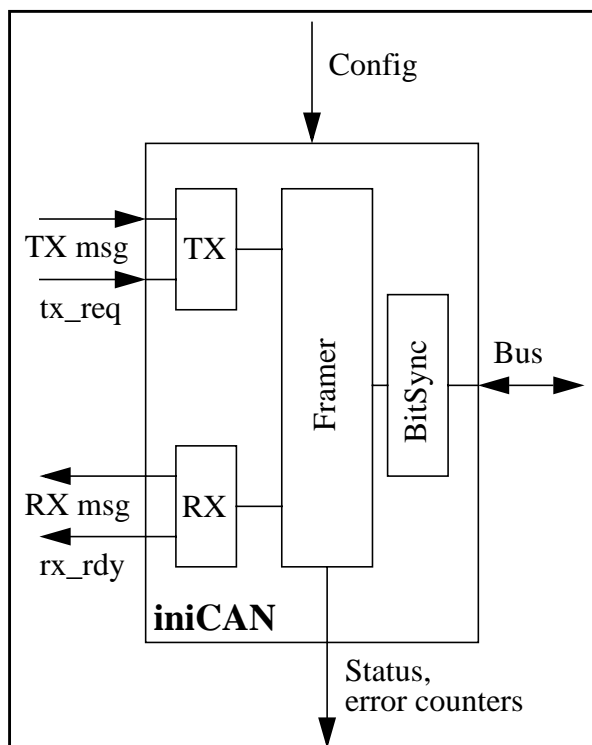 Config
TX msg
TX
tx_req
Framer
BitSync
Bus
RX msg
RX
rx_rdy
iniCAN
Status,
error counters